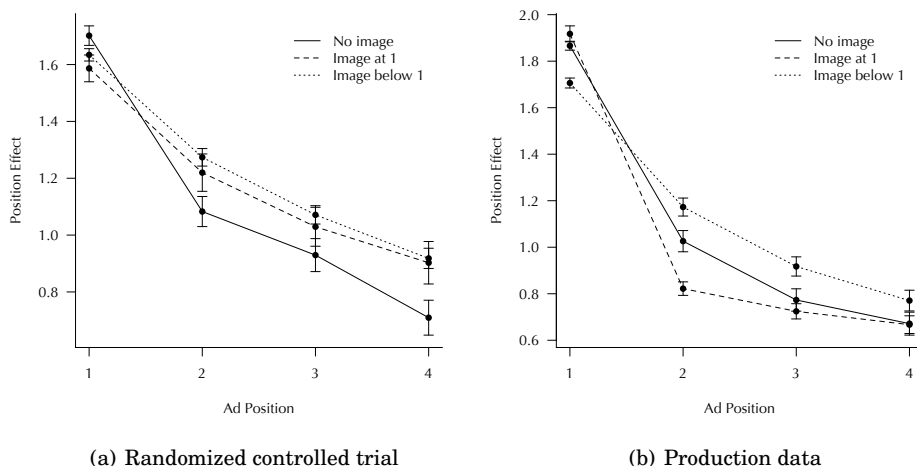 No image
Image at 1
Image below 1
Position Effect
1.6
1.4
1.2
1.0
0.8
1 2 3 4
Ad Position
(a) Randomized controlled trial
No image
Image at 1
Image below 1
Position Effect
2.0
1.8
1.6
1.4
1.2
1.0
0.8
0.6
1 2 3 4
Ad Position
(b) Production data